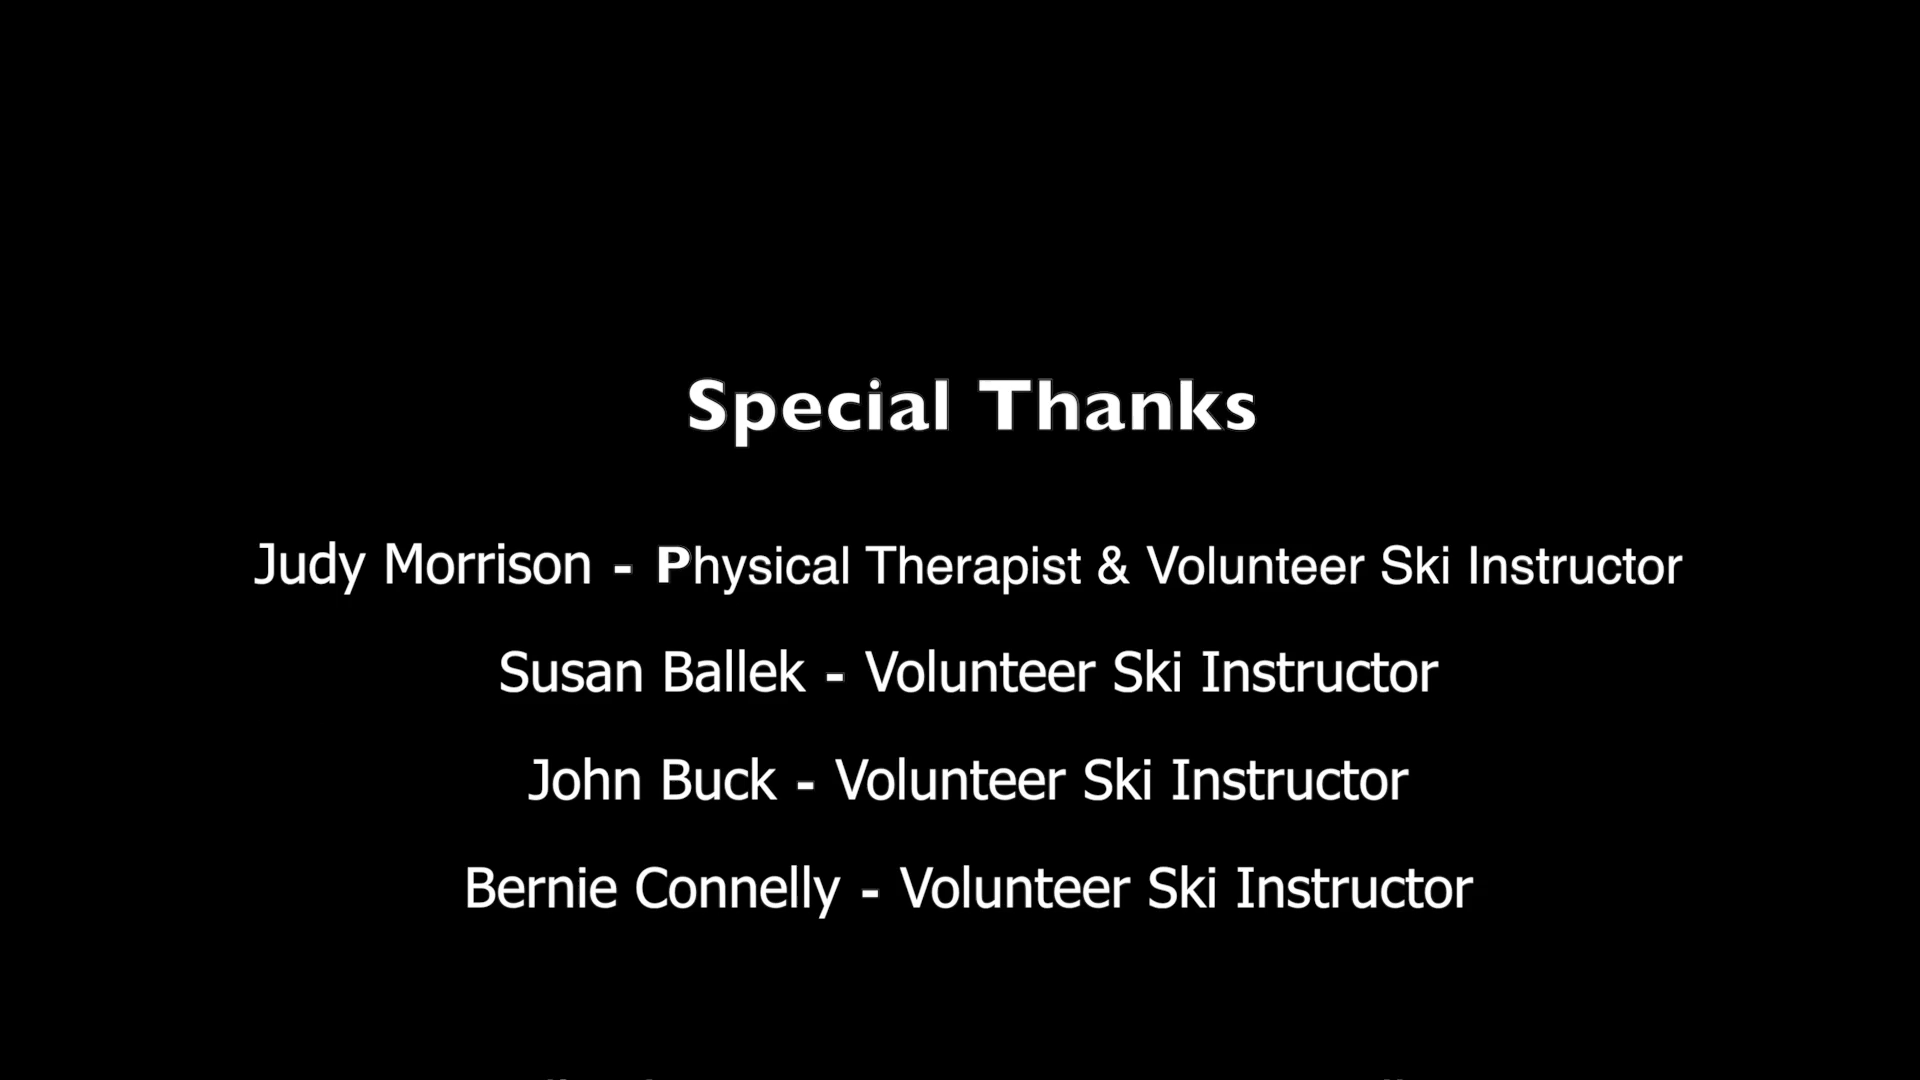 Special Thanks
Judy Morrison - Physical Therapist & Volunteer Ski Instructor
Susan Ballek - Volunteer Ski Instructor
John Buck - Volunteer Ski Instructor
Bernie Connelly - Volunteer Ski Instructor